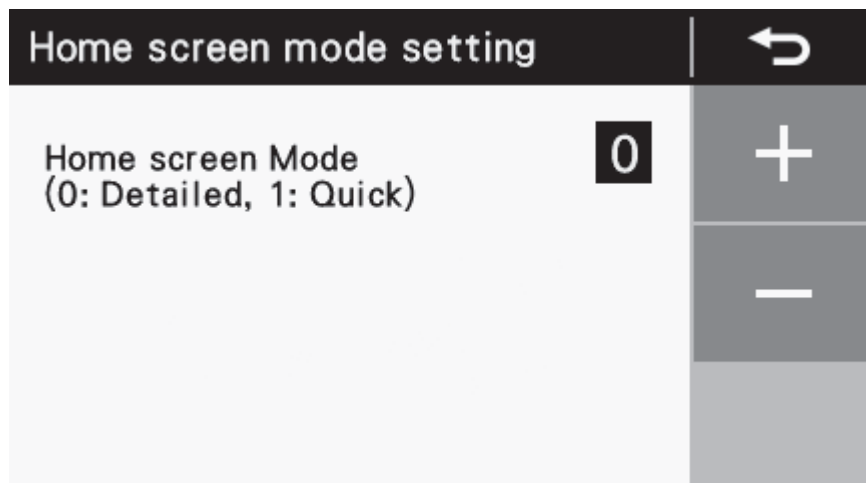 Home screen mode setting
Home screen Mode 0
(0: Detailed, 1: Quick)